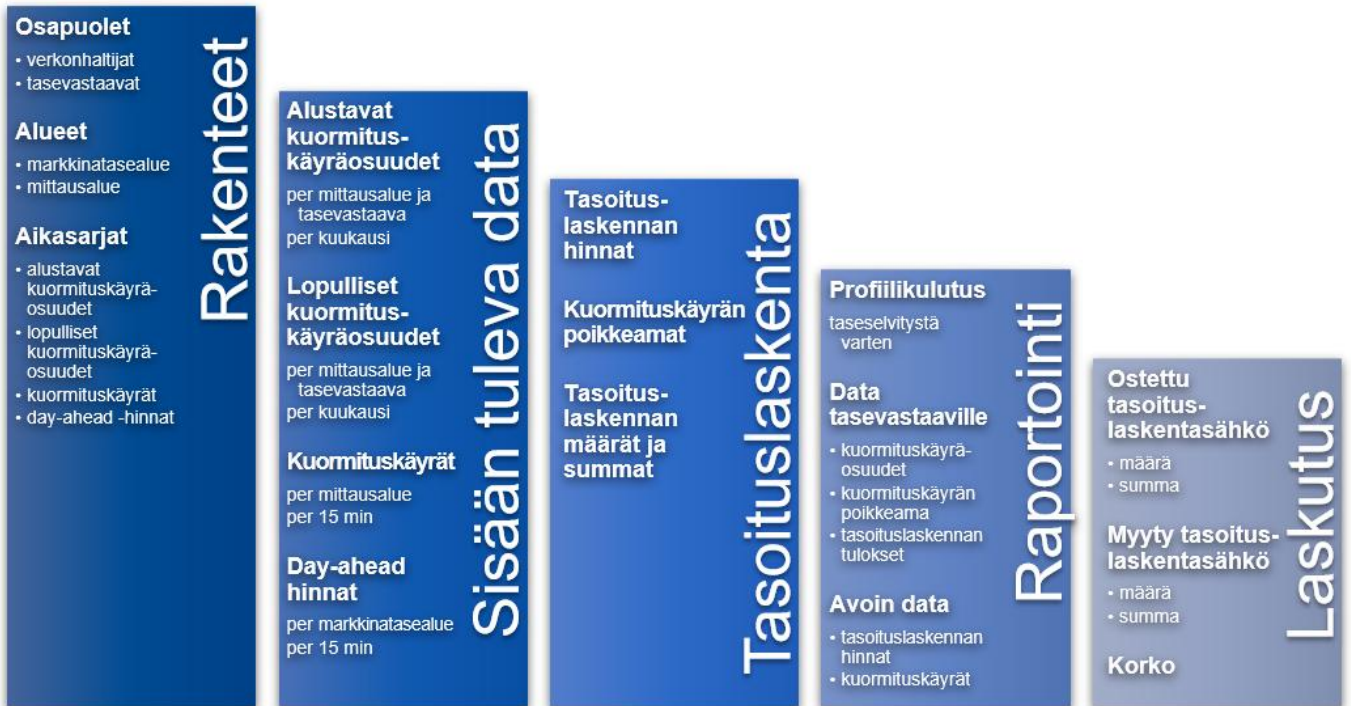 Osapuolet
• verkonhaltijat
• tasevastaavat
Alueet
• markkinatasealue
• mittausalue
Aikasarjat
• alustavat
kuormituskäyrä-
osuudet
• lopulliset
kuormituskäyrä-
osuudet
• kuormituskäyrät
• day-ahead -hinnat
Rakenteet
Alustavat
kuormitus-
käyräosuudet
per mittausalue ja
tasevastaava
per kuukausi
Lopulliset
kuormitus-
käyräosuudet
per mittausalue ja
tasevastaava
per kuukausi
Kuormituskäyrät
per mittausalue
per 15 min
Day-ahead
hinnat
per markkinatasealue
per 15 min
Sisään tuleva data
Tasoitus-
laskennan
hinnat
Kuormituskäyrän
poikkeamat
Tasoitus-
laskennan
määrät ja
summat
Tasoituslaskenta
Profiilikulutus
taseselvitystä
varten
Data
tasevastaaville
• kuormituskäyrä-
osuudet
• kuormituskäyrän
poikkeama
• tasoituslaskennan
tulokset
Avoin data
• tasoituslaskennan
hinnat
• kuormituskäyrät
Raportointi
Ostettu
tasoitus-
laskentasähkö
• määrä
• summa
Myyty tasoitus-
laskentasähkö
• määrä
• summa
Korko
Laskutus